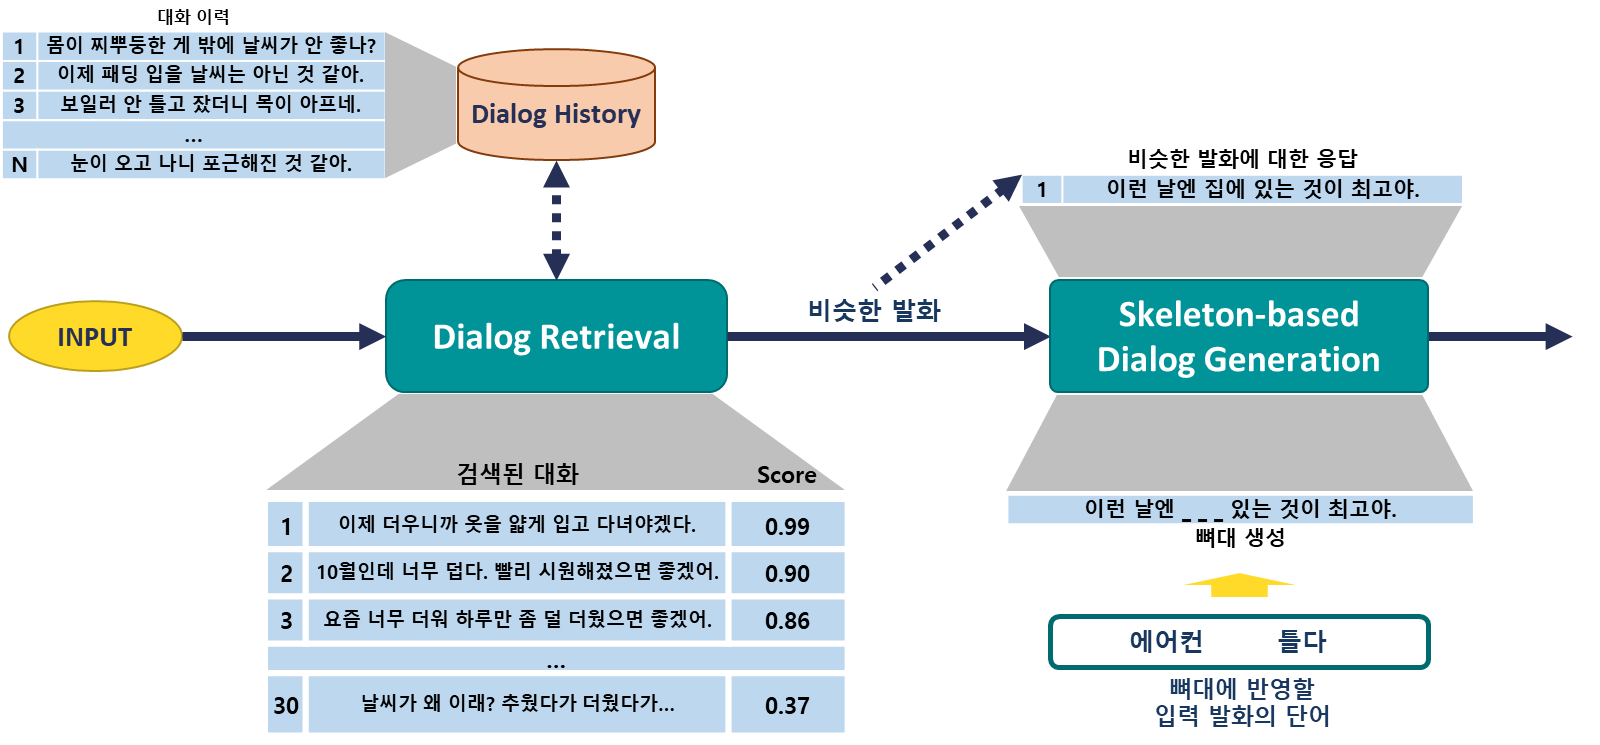 대화 이력
1 몸이 찌뿌둥한 게 밖에 날씨가 안 좋나?
2 이제 패딩 입을 날씨는 아닌 것 같아.
3 보일러 안 틀고 잤더니 목이 아프네.
...
N 눈이 오고 나니 포근해진 것 같아.
Dialog History
비슷한 발화에 대한 응답
1 이런 날엔 집에 있는 것이 최고야.
INPUT
Dialog Retrieval
비슷한 발화
Skeleton-based
Dialog Generation
검색된 대화 Score
1 이제 더우니까 옷을 얇게 입고 다녀야겠다. 0.99
2 10월인데 너무 덥다. 빨리 시원해졌으면 좋겠어. 0.90
3 요즘 너무 더워 하루만 좀 덜 더웠으면 좋겠어. 0.86
...
30 날씨가 왜 이래? 추웠다가 더웠다가... 0.37
이런 날엔 _ _ _ 있는 것이 최고야.
뼈대 생성
에어컨 틀다
뼈대에 반영할
입력 발화의 단어